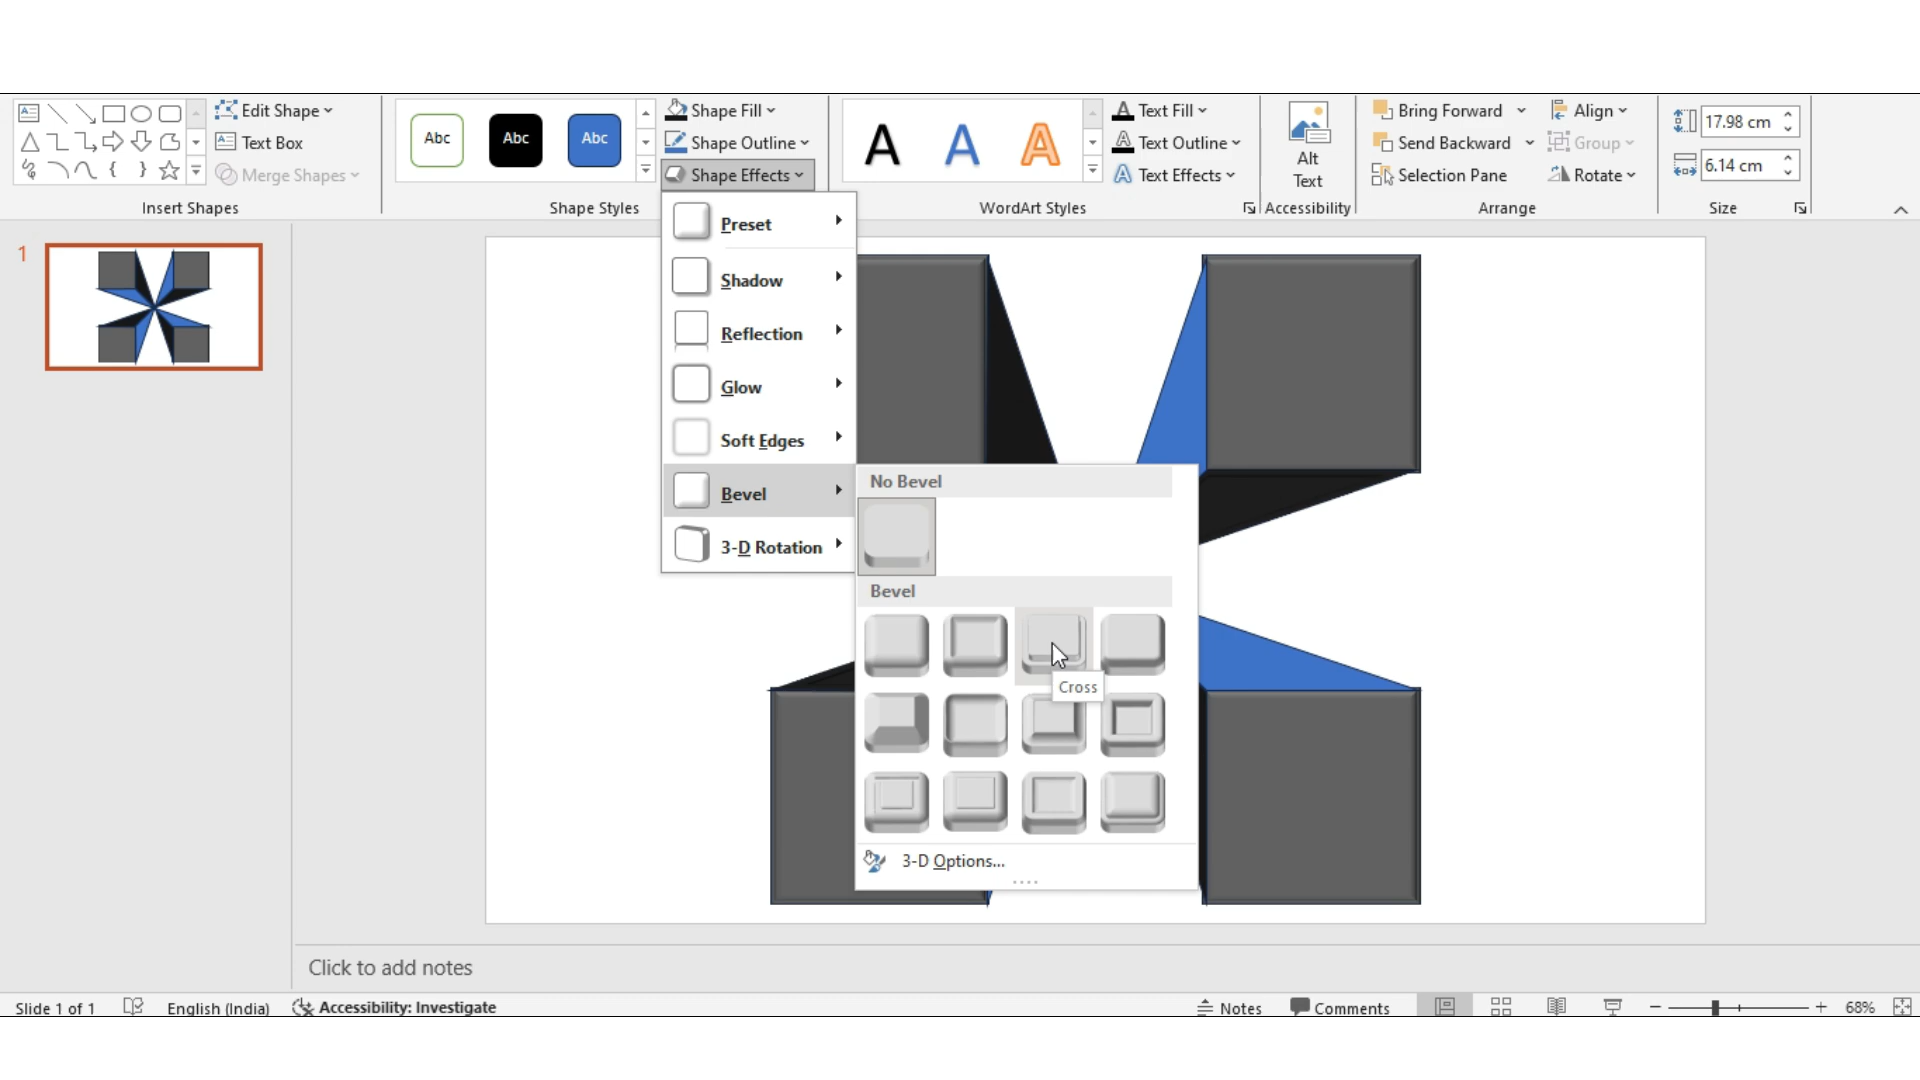 Edit Shape
Text Box
Merge Shapes
Insert Shapes
Abc
Abc
Abc
Shape Styles
Shape Fill
Shape Outline
Shape Effects
A
A
A
WordArt Styles
Text Fill
Text Outline
Text Effects
Alt
Text
Accessibility
Bring Forward
Send Backward
Selection Pane
Align
Group
Rotate
Arrange
17.98 cm
6.14 cm
Size
1
Preset
Shadow
Reflection
Glow
Soft Edges
Bevel
3-D Rotation
No Bevel
Bevel
Cross
3-D Options...
Click to add notes
Slide 1 of 1
English (India)
Accessibility: Investigate
Notes
Comments
68%